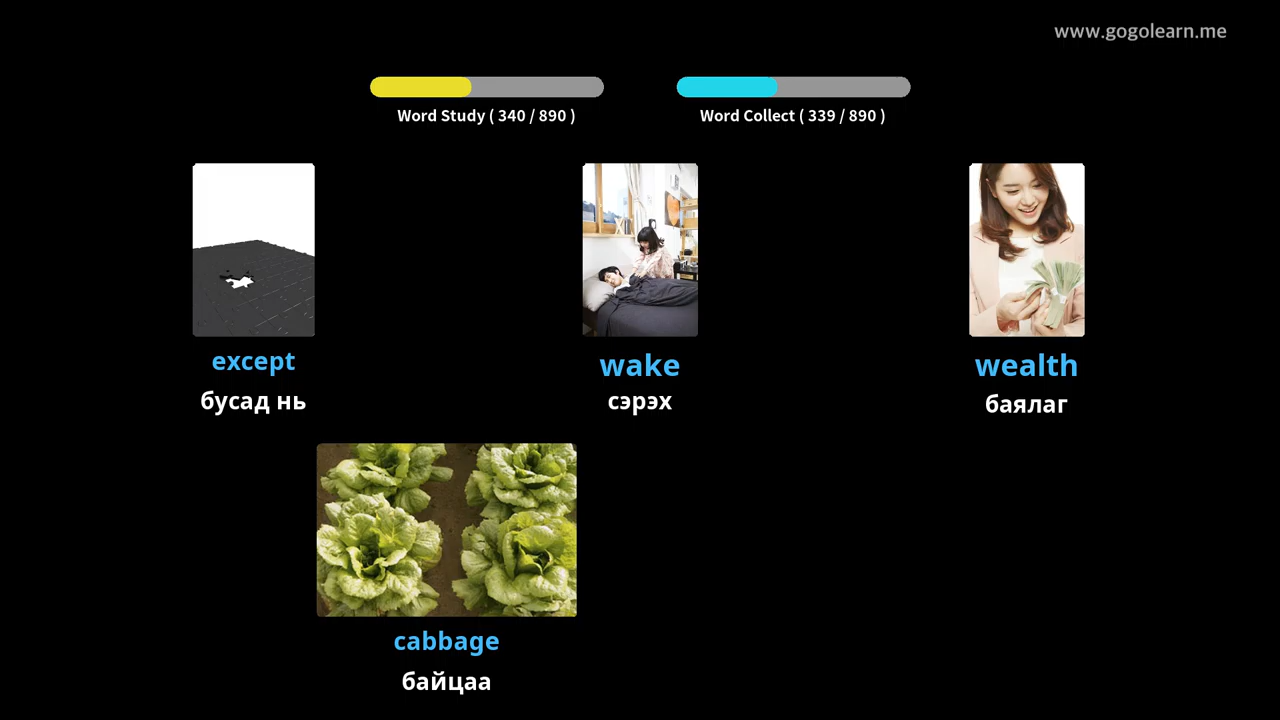 www.gogolearn.me
Word Study ( 340 / 890 )
Word Collect ( 339 / 890 )
except
wake
wealth
бусад нь
сэрэх
баялаг
cabbage
байцаа